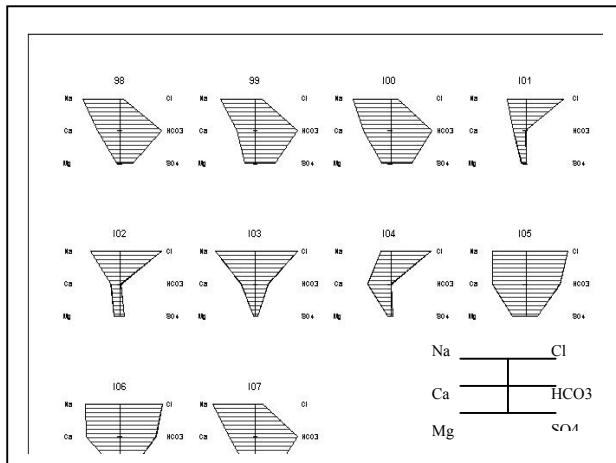 98 99 100 101
Na Cl Na Cl Na Cl Na Cl
Ca HCO3 Ca HCO3 Ca HCO3 Ca HCO3
Mg SO4 Mg SO4 Mg SO4 Mg SO4
102 103 104 105
Na Cl Na Cl Na Cl Na Cl
Ca HCO3 Ca HCO3 Ca HCO3 Ca HCO3
Mg SO4 Mg SO4 Mg SO4 Mg SO4
Na Cl
106 107
Ca HCO3
Na Cl Na Cl
Mg SO4
Ca HCO3 Ca HCO3